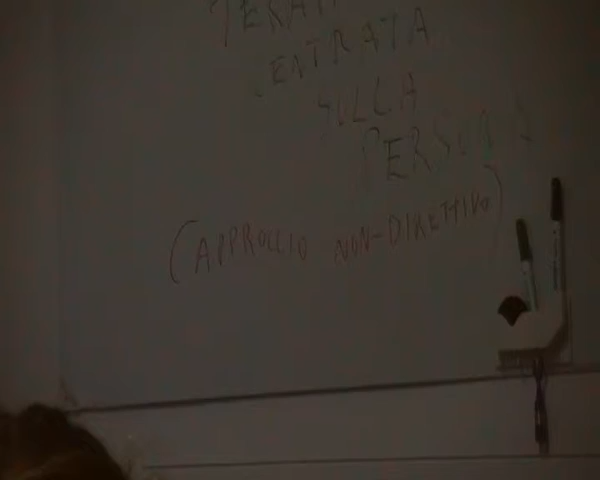 CENTRATA
SULLA
PERSONA
(APPROCCIO NON-DIRETTIVO)